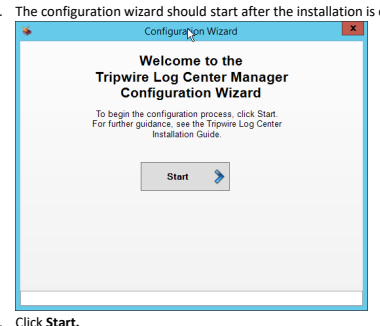 . The configuration wizard should start after the installation is
Configuration Wizard
x
Welcome to the
Tripwire Log Center Manager
Configuration Wizard
To begin the configuration process, click Start.
For further guidance, see the Tripwire Log Center
Installation Guide.
Start
. Click Start.